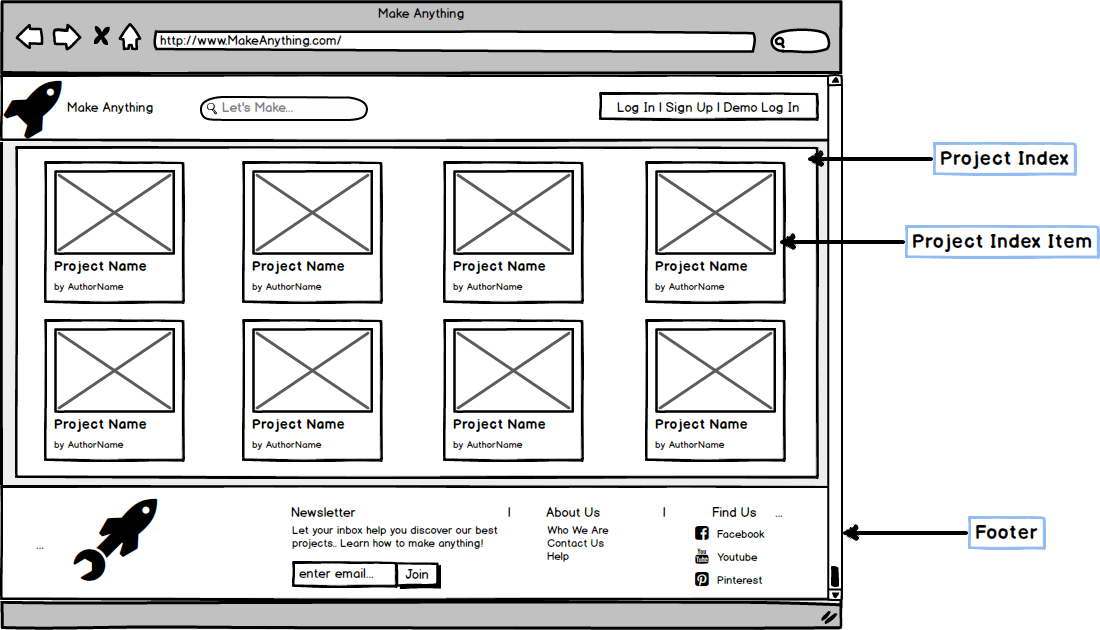 Make Anything
http://www.MakeAnything.com/
Make Anything
Let's Make...
Log In | Sign Up | Demo Log In
Project Index
Project Name
by AuthorName
Project Name
by AuthorName
Project Name
by AuthorName
Project Name
by AuthorName
Project Index Item
Project Name
by AuthorName
Project Name
by AuthorName
Project Name
by AuthorName
Project Name
by AuthorName
...
Newsletter
Let your inbox help you discover our best
projects.. Learn how to make anything!
enter email...
Join
|
About Us
Who We Are
Contact Us
Help
|
Find Us
...
Facebook
You
Tube
Youtube
Pinterest
Footer